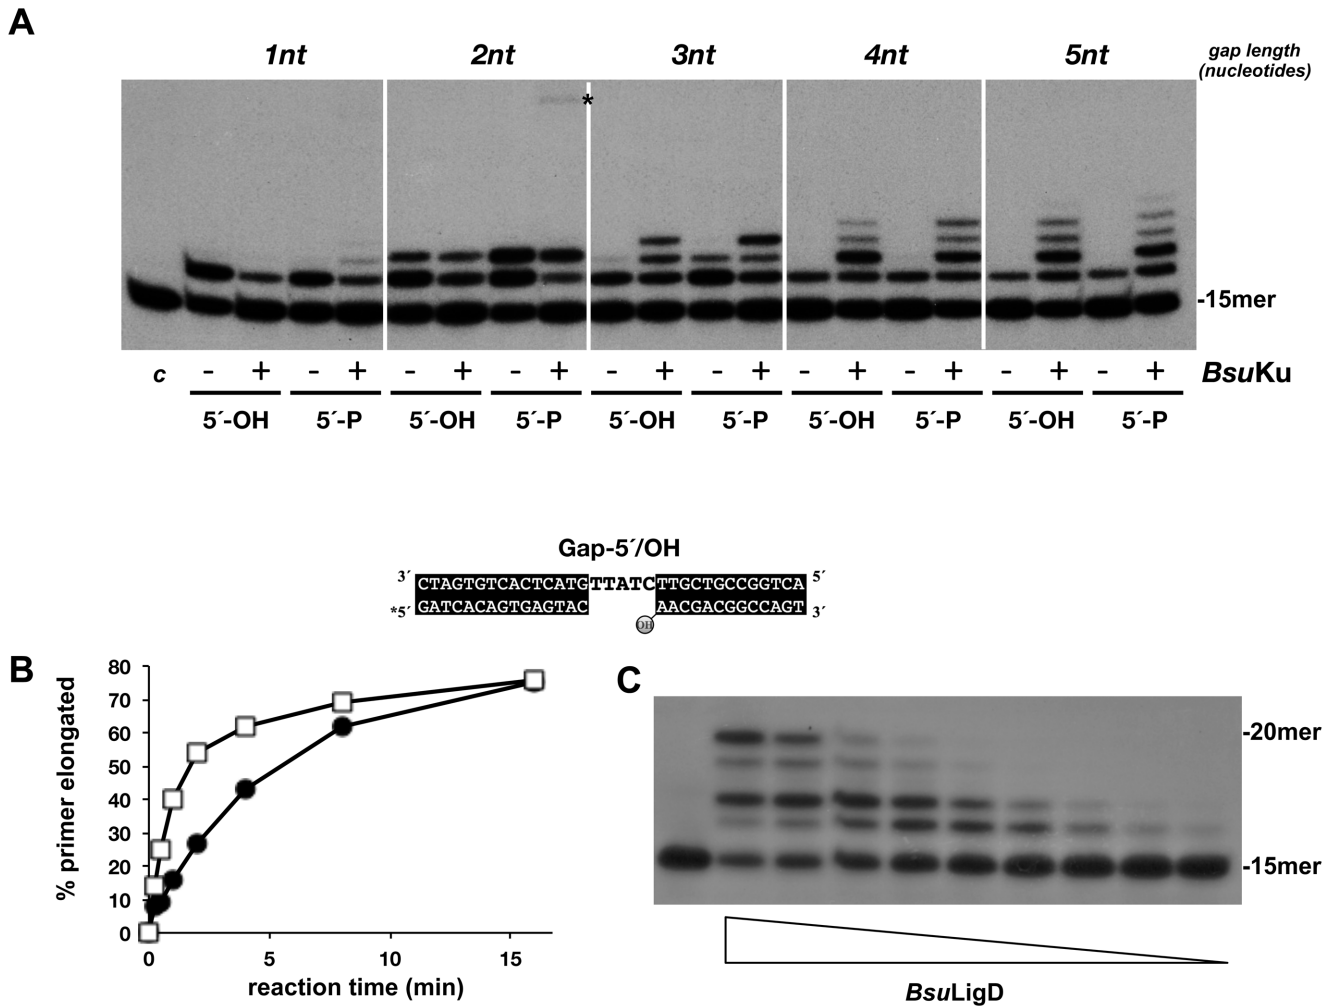 A
1nt 2nt 3nt 4nt 5nt gap length
(nucleotides)
*
-15mer
c - + - + - + - + - + - + - + - + - + - + BsuKu
5´-OH 5´-P 5´-OH 5´-P 5´-OH 5´-P 5´-OH 5´-P 5´-OH 5´-P
Gap-5´/OH
3´ CTAGTGTCACTCATGTTATCTTGCTGCCGGTCA 5´
*5´ GATCACAGTGAGTAC AACGACGGCCAGT 3´
OH
B
% primer elongated
80
70
60
50
40
30
20
10
0
0 5 10 15
reaction time (min)
C
-20mer
-15mer
BsuLigD